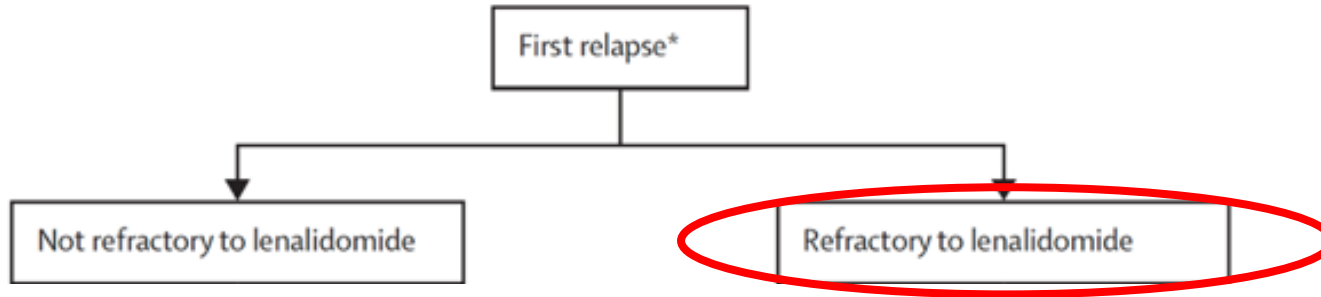 First relapse*
Not refractory to lenalidomide
Refractory to lenalidomide